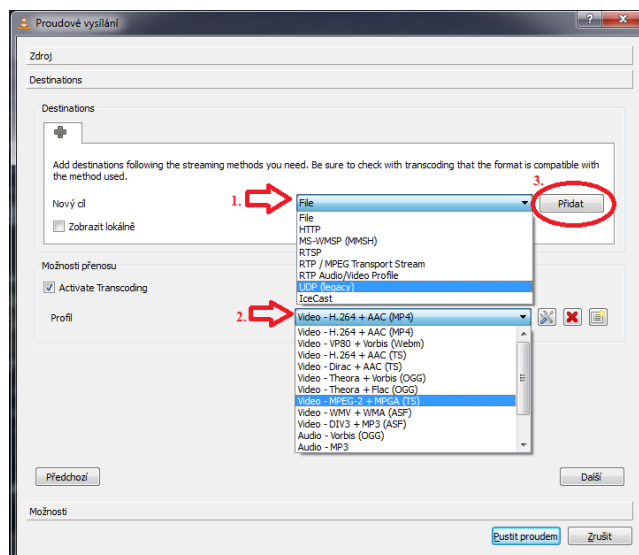 Proudové vysílání
Zdroj
Destinations
Destinations
Add destinations following the streaming methods you need. Be sure to check with transcoding that the format is compatible with
the method used.
3.
Nový cíl
1.
File
Přidat
Zobrazit lokálně
File
HTTP
MS-WMSP (MMSH)
RTSP
RTP / MPEG Transport Stream
RTP Audio/Video Profile
UDP (legacy)
IceCast
Možnosti přenosu
Activate Transcoding
Profil
2.
Video - H.264 + AAC (MP4)
Video - H.264 + AAC (MP4)
Video - VP80 + Vorbis (Webm)
Video - H.264 + AAC (TS)
Video - Dirac + AAC (TS)
Video - Theora + Vorbis (OGG)
Video - Theora + Flac (OGG)
Video - MPEG-2 + MPGA (TS)
Video - WMV + WMA (ASF)
Video - DIV3 + MP3 (ASF)
Audio - Vorbis (OGG)
Audio - MP3
Předchozí
Další
Možnosti
Pustit proudem
Zrušit